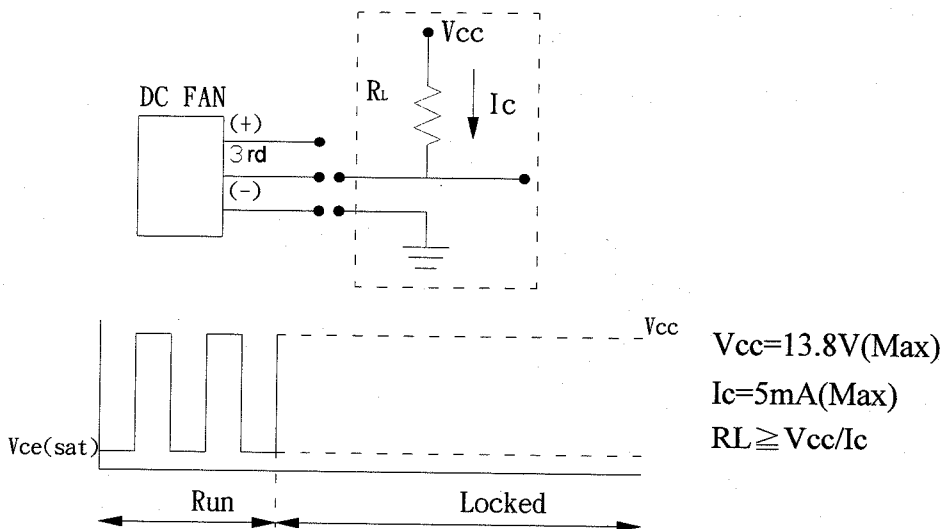 Vcc
RL
Ic
DC FAN
(+)
3rd
(-)
Vcc
Vce(sat)
Run
Locked
Vcc=13.8V(Max)
Ic=5mA(Max)
RL≧Vcc/Ic